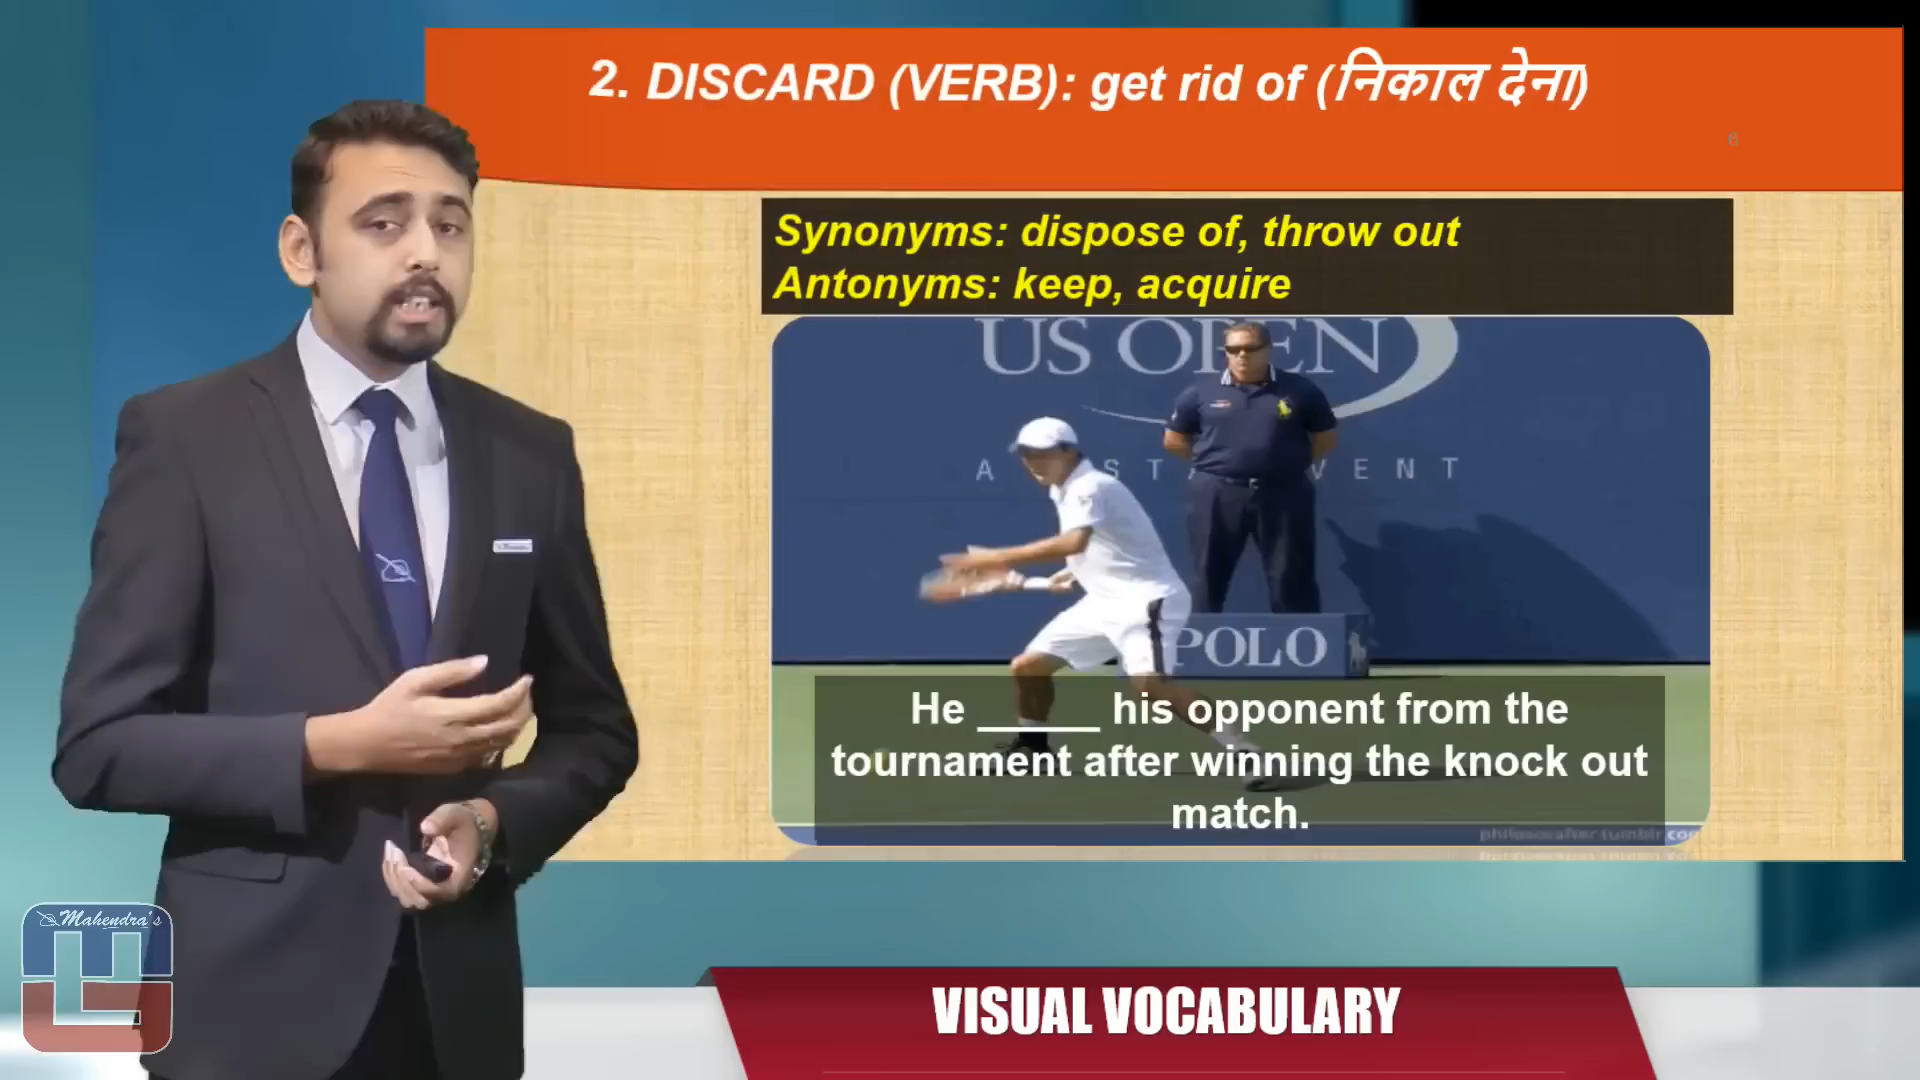 2. DISCARD (VERB): get rid of (निकाल देना)
6
Synonyms: dispose of, throw out
Antonyms: keep, acquire
US OPEN
POLO
He _____ his opponent from the
tournament after winning the knock out
match.
Mahendra's
VISUAL VOCABULARY